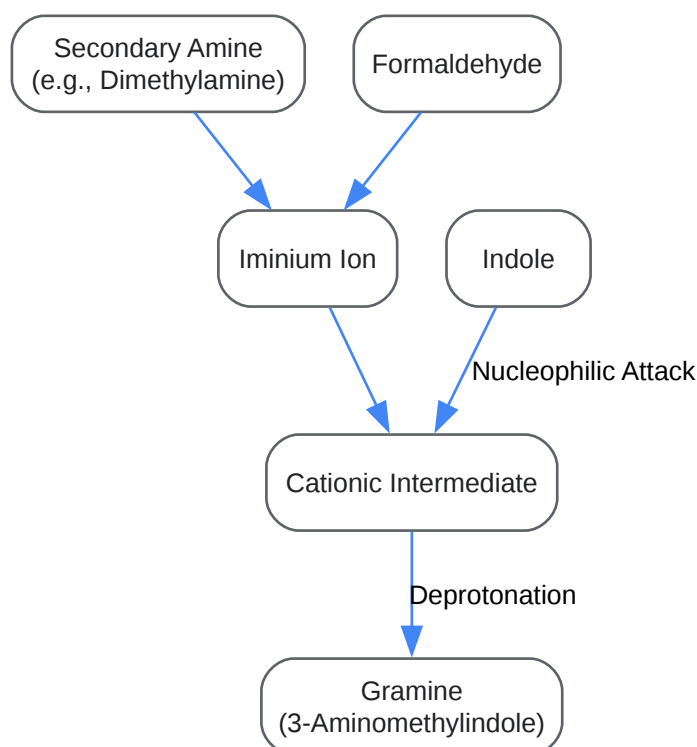 Secondary Amine
(e.g., Dimethylamine)
Formaldehyde
Iminium Ion
Indole
Nucleophilic Attack
Cationic Intermediate
Deprotonation
Gramine
(3-Aminomethylindole)